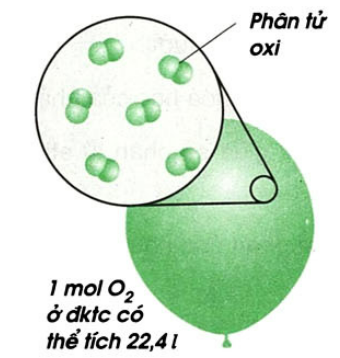 Phân tử
oxi
1 mol O₂
ở đktc có
thể tích 22,4 l